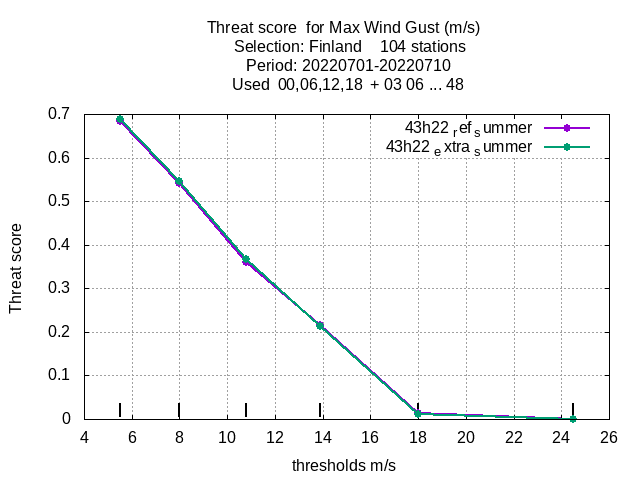 Threat score  for Max Wind Gust (m/s)
Selection: Finland    104 stations
Period: 20220701-20220710
Used  00,06,12,18  + 03 06 ... 48
43h22 ref summer
43h22 extra summer
Threat score
0.7
0.6
0.5
0.4
0.3
0.2
0.1
0
4 6 8 10 12 14 16 18 20 22 24 26
thresholds m/s